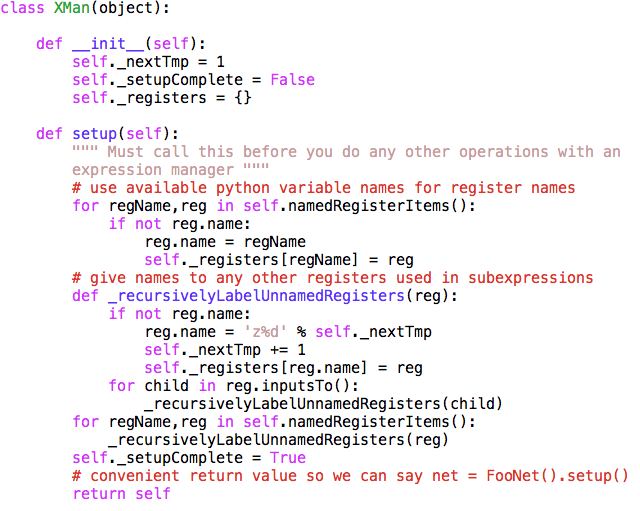 class XMan(object):

    def __init__(self):
        self._nextTmp = 1
        self._setupComplete = False
        self._registers = {}

    def setup(self):
        """ Must call this before you do any other operations with an
        expression manager """
        # use available python variable names for register names
        for regName,reg in self.namedRegisterItems():
            if not reg.name:
                reg.name = regName
                self._registers[regName] = reg
        # give names to any other registers used in subexpressions
        def _recursivelyLabelUnnamedRegisters(reg):
            if not reg.name:
                reg.name = 'z%d' % self._nextTmp
                self._nextTmp += 1
                self._registers[reg.name] = reg
            for child in reg.inputsTo():
                _recursivelyLabelUnnamedRegisters(child)
        for regName,reg in self.namedRegisterItems():
            _recursivelyLabelUnnamedRegisters(reg)
        self._setupComplete = True
        # convenient return value so we can say net = FooNet().setup()
        return self